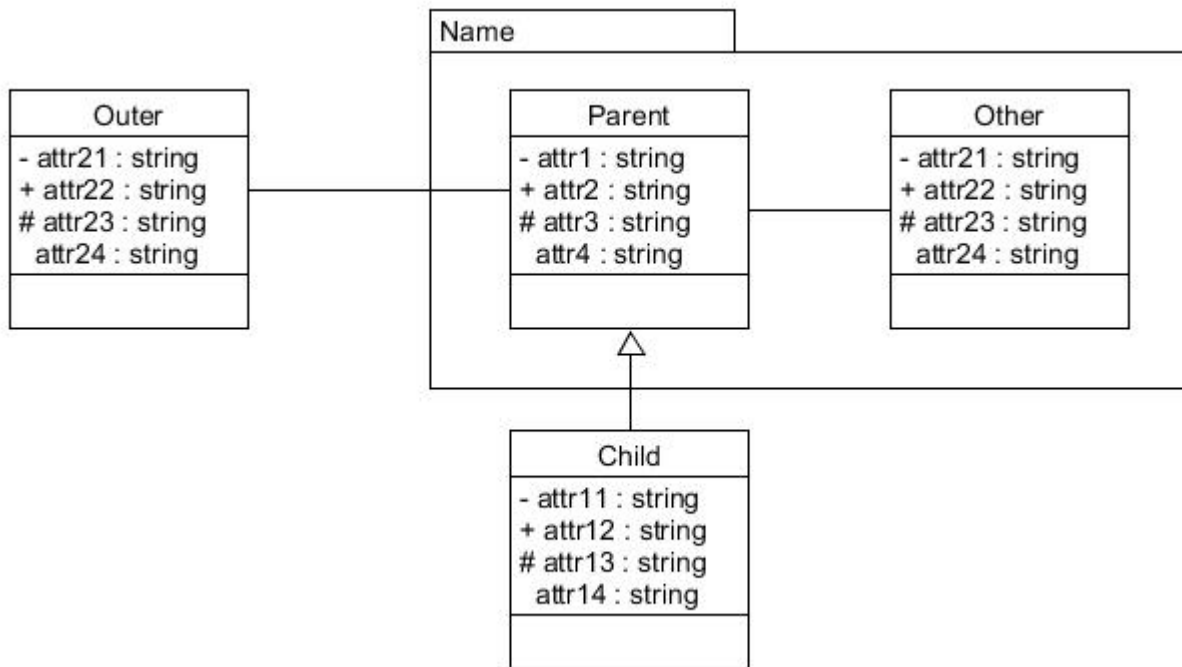 Name
Outer
- attr21 : string
+ attr22 : string
# attr23 : string
attr24 : string
Parent
- attr1 : string
+ attr2 : string
# attr3 : string
attr4 : string
Other
- attr21 : string
+ attr22 : string
# attr23 : string
attr24 : string
Child
- attr11 : string
+ attr12 : string
# attr13 : string
attr14 : string